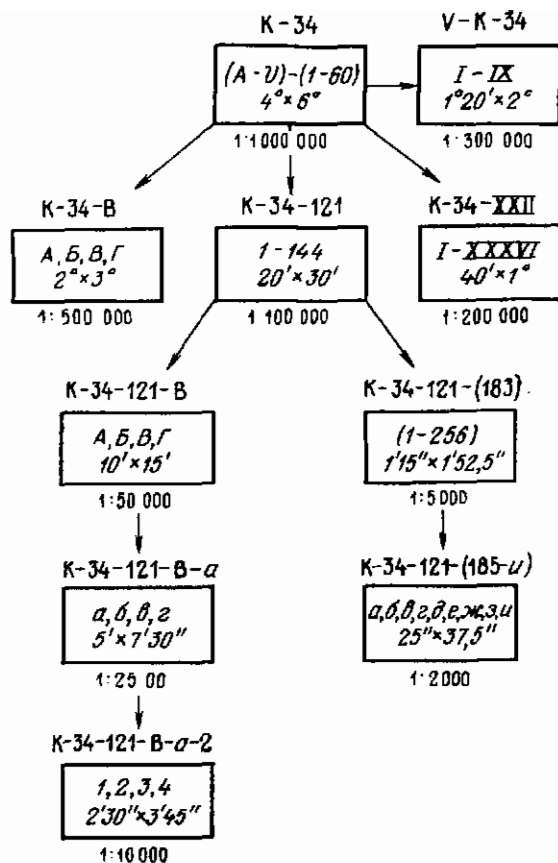 К-34
V-К-34
(А-U)-(1-60)
4°×6°
1:1000 000
I-IX
1°20'×2°
1:300 000
К-34-В
А,Б,В,Г
2°×3°
1:500 000
К-34-121
1-144
20'×30'
1:100 000
К-34-XXII
I-XXXVI
40'×1°
1:200 000
К-34-121-В
А,Б,В,Г
10'×15'
1:50 000
К-34-121-(183)
(1-256)
1'15"×1'52,5"
1:5000
К-34-121-В-а
а,б,в,г
5'×7'30"
1:25 00
К-34-121-(185-и)
а,б,в,г,д,е,ж,з,и
25"×37,5"
1:2000
К-34-121-В-а-2
1,2,3,4
2'30"×3'45"
1:10 000